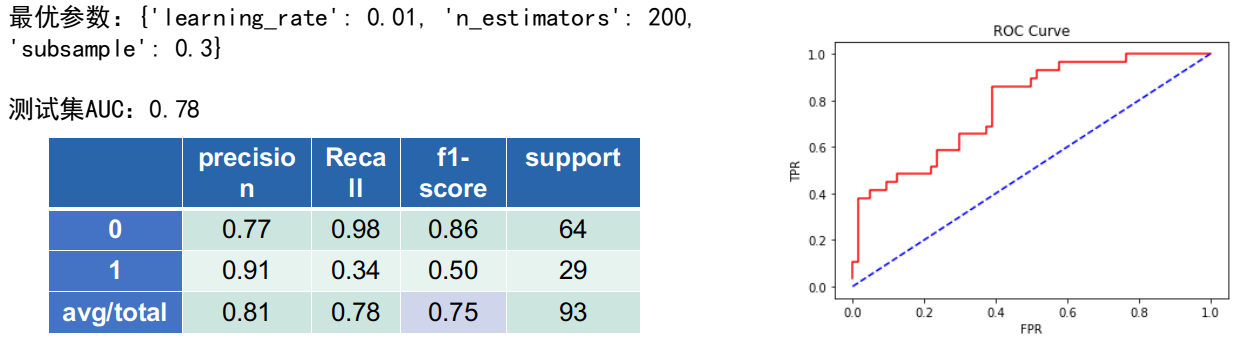 最优参数：{'learning_rate': 0.01, 'n_estimators': 200,
'subsample': 0.3}
测试集AUC：0.78
precisio
n
Reca
ll
f1-
score
support
0 0.77 0.98 0.86 64
1 0.91 0.34 0.50 29
avg/total 0.81 0.78 0.75 93
ROC Curve
1.0
0.8
0.6
0.4
0.2
0.0
TPR
0.0 0.2 0.4 0.6 0.8 1.0
FPR